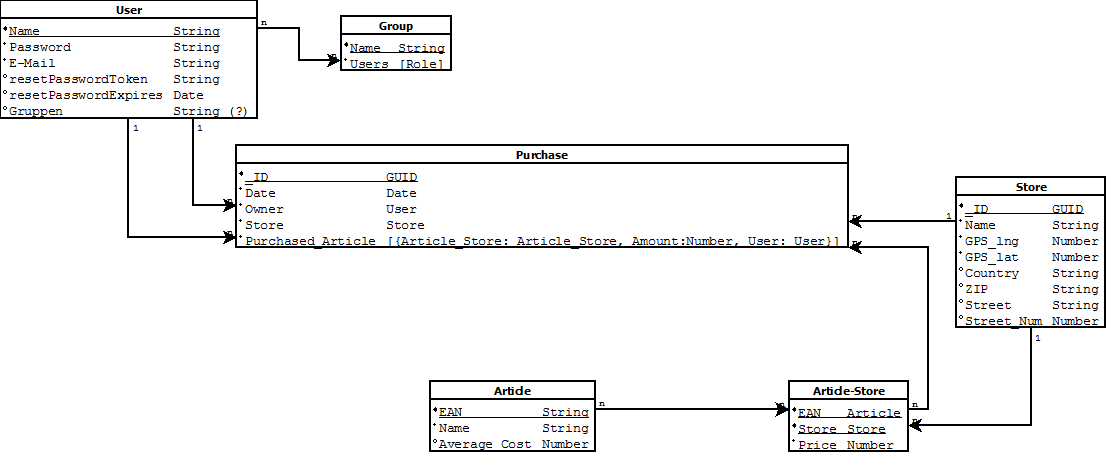 User
Name String
Password String
E-Mail String
resetPasswordToken String
resetPasswordExpires Date
Gruppen String (?)
n
Group
Name String
Users [Role]
n
1
1
Purchase
_ID GUID
Date Date
Owner User
Store Store
Purchased_Article [{Article_Store: Article_Store, Amount:Number, User: User}]
n
n
n
n
1
Store
_ID GUID
Name String
GPS_lng Number
GPS_lat Number
Country String
ZIP String
Street String
Street_Num Number
1
Article
EAN String
Name String
Average Cost Number
n
n
Article-Store
EAN Article
Store Store
Price Number
n
n